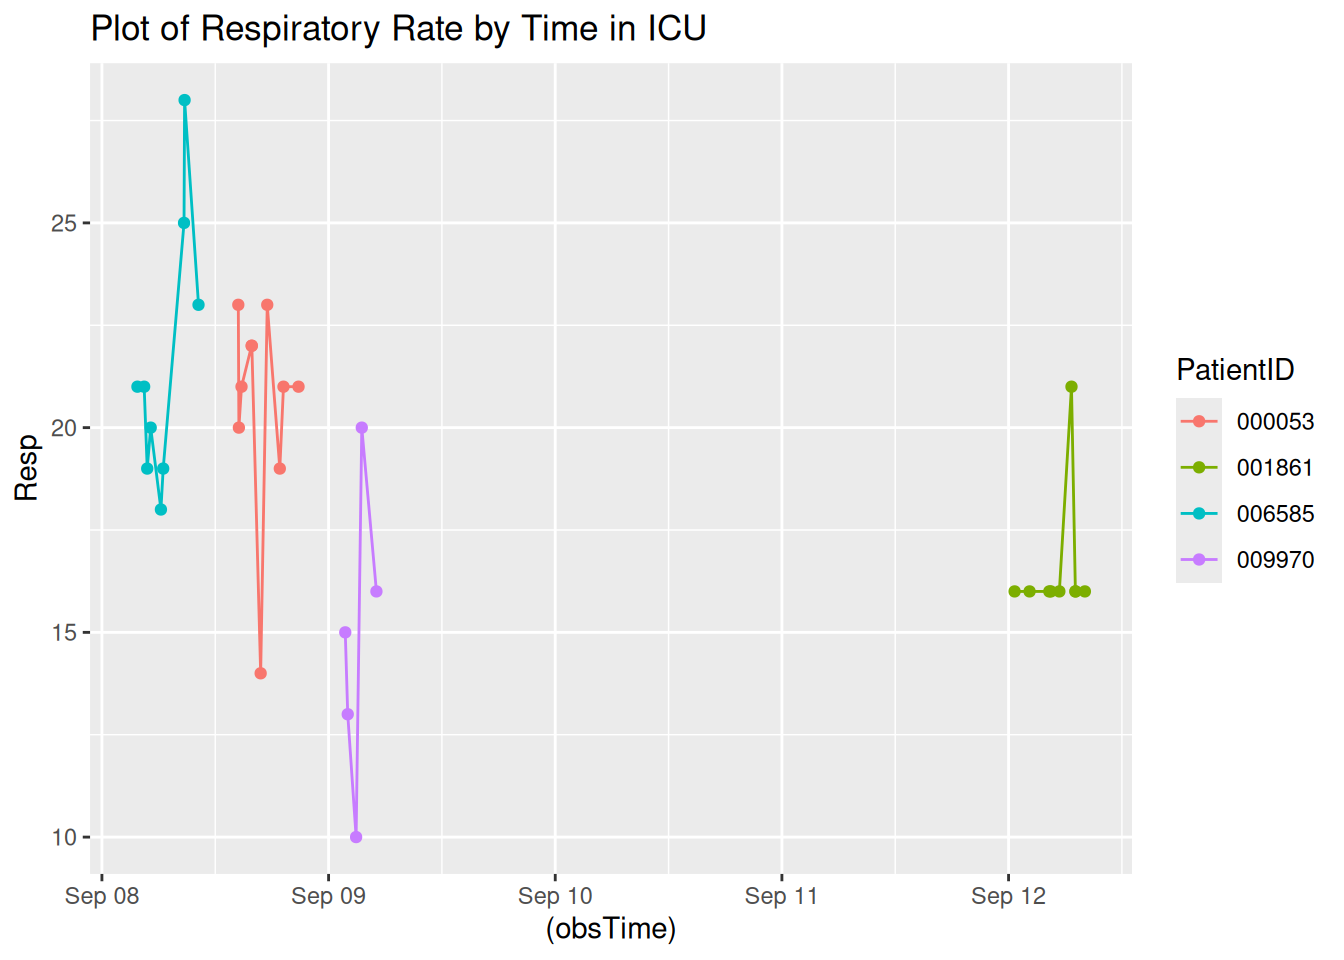 Plot of Respiratory Rate by Time in ICU
25
20
15
10
Resp
Sep 08 Sep 09 Sep 10 Sep 11 Sep 12
(obsTime)
PatientID
000053
001861
006585
009970